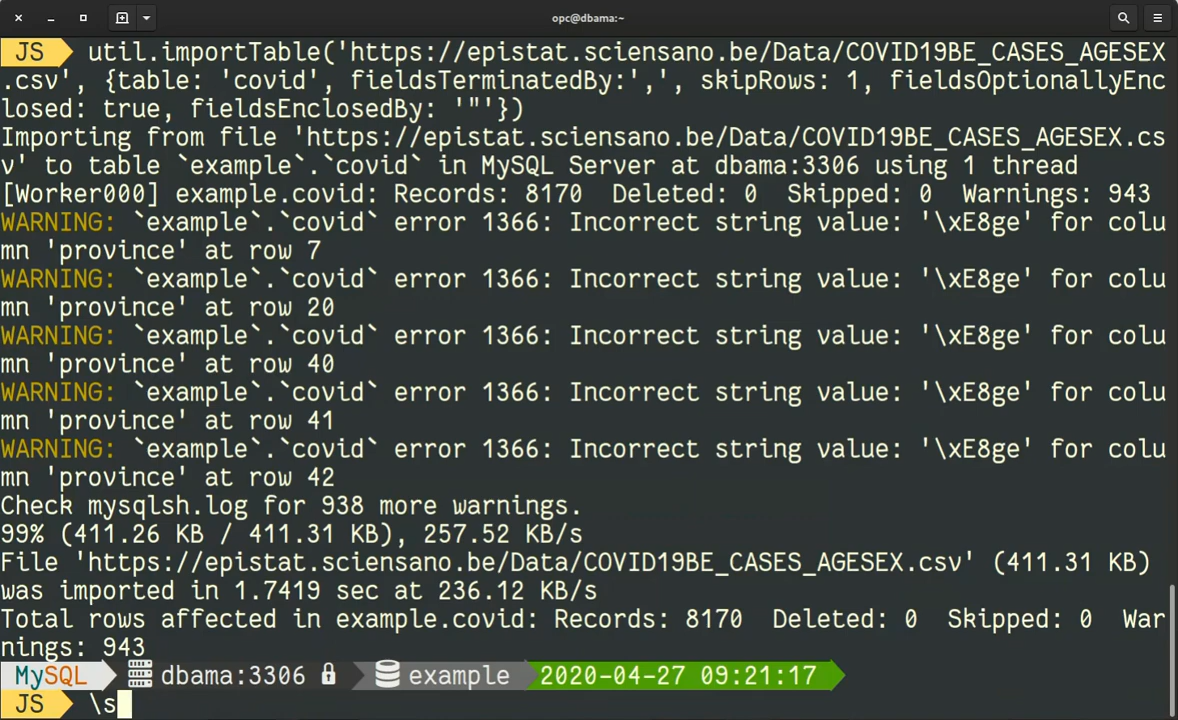 opc@dbama:~
JS util.importTable('https://epistat.sciensano.be/Data/COVID19BE_CASES_AGESEX
.csv', {table: 'covid', fieldsTerminatedBy:',', skipRows: 1, fieldsOptionallyEnc
losed: true, fieldsEnclosedBy: '"'})
Importing from file 'https://epistat.sciensano.be/Data/COVID19BE_CASES_AGESEX.cs
v' to table `example`.`covid` in MySQL Server at dbama:3306 using 1 thread
[Worker000] example.covid: Records: 8170  Deleted: 0  Skipped: 0  Warnings: 943
WARNING: `example`.`covid` error 1366: Incorrect string value: '\xE8ge' for colu
mn 'province' at row 7
WARNING: `example`.`covid` error 1366: Incorrect string value: '\xE8ge' for colu
mn 'province' at row 20
WARNING: `example`.`covid` error 1366: Incorrect string value: '\xE8ge' for colu
mn 'province' at row 40
WARNING: `example`.`covid` error 1366: Incorrect string value: '\xE8ge' for colu
mn 'province' at row 41
WARNING: `example`.`covid` error 1366: Incorrect string value: '\xE8ge' for colu
mn 'province' at row 42
Check mysqlsh.log for 938 more warnings.
99% (411.26 KB / 411.31 KB), 257.52 KB/s
File 'https://epistat.sciensano.be/Data/COVID19BE_CASES_AGESEX.csv' (411.31 KB)
was imported in 1.7419 sec at 236.12 KB/s
Total rows affected in example.covid: Records: 8170  Deleted: 0  Skipped: 0  War
nings: 943
MySQL dbama:3306 example 2020-04-27 09:21:17
JS \s